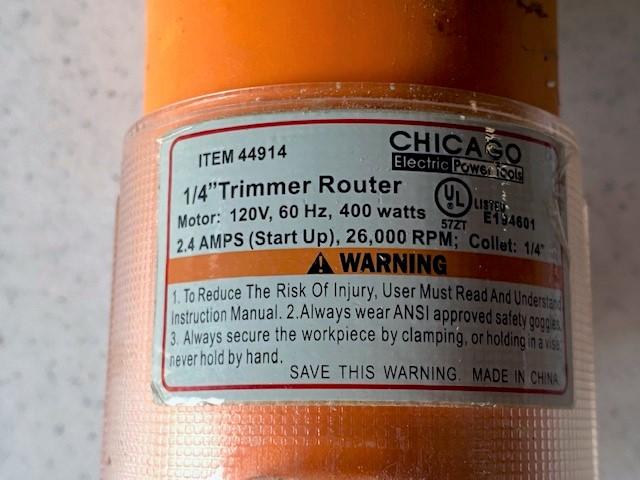 ITEM 44914
CHICAGO
Electric Power Tools
1/4" Trimmer Router
UL LISTED
57ZT E194601
Motor: 120V, 60 Hz, 400 watts
2.4 AMPS (Start Up), 26,000 RPM; Collet: 1/4"
WARNING
1. To Reduce The Risk Of Injury, User Must Read And Understand
Instruction Manual. 2.Always wear ANSI approved safety goggles.
3. Always secure the workpiece by clamping, or holding in a vise,
never hold by hand.
SAVE THIS WARNING. MADE IN CHINA.